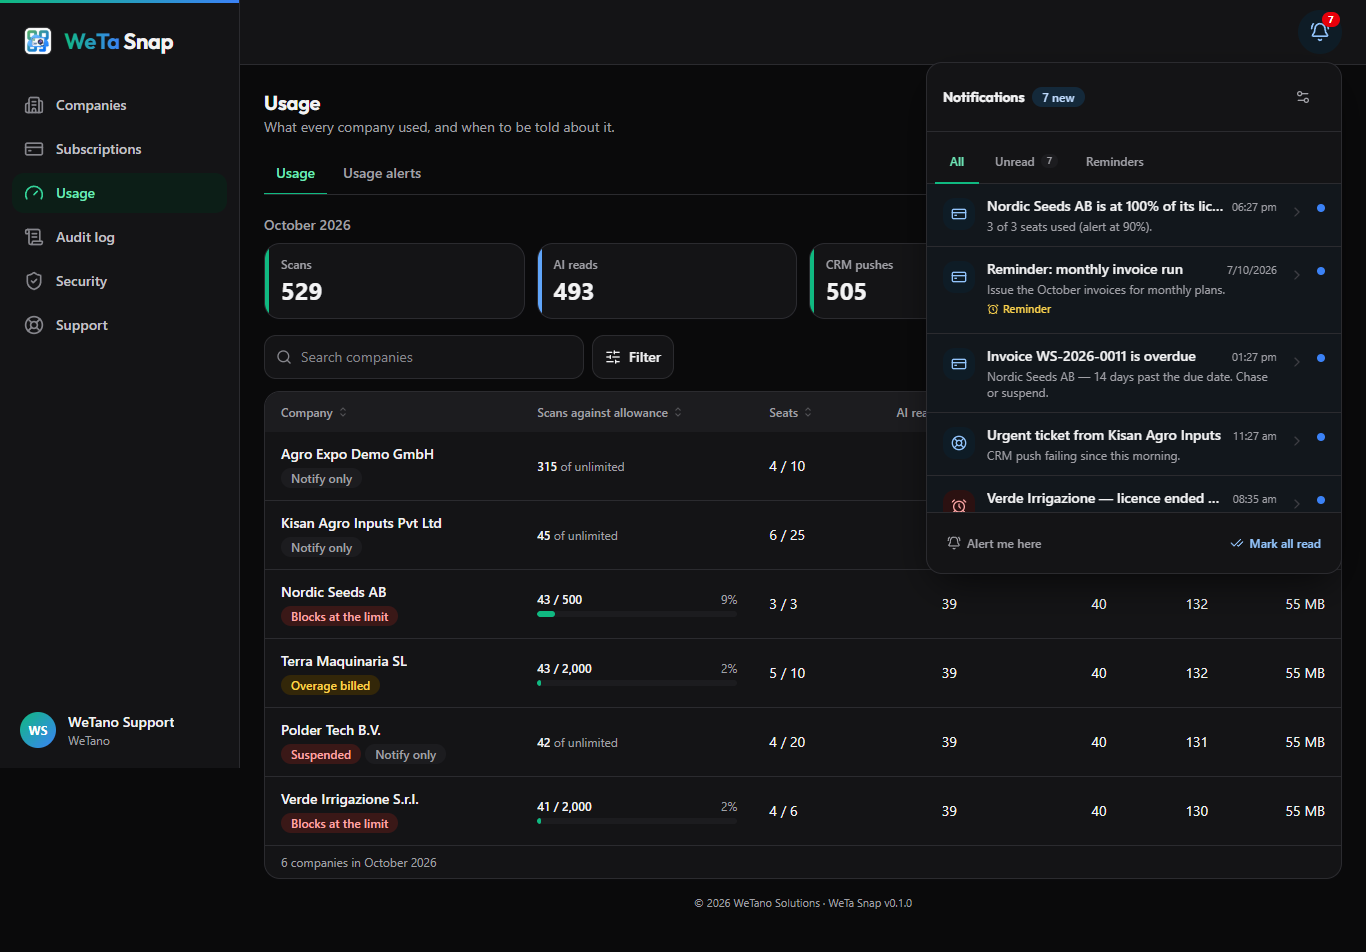 WeTa Snap
7
Companies
Subscriptions
Usage
Audit log
Security
Support
WS
WeTano Support
WeTano
Usage
What every company used, and when to be told about it.
Usage
Usage alerts
October 2026
Scans
529
AI reads
493
CRM pushes
505
Search companies
Filter
Company
Scans against allowance
Seats
AI
Agro Expo Demo GmbH
Notify only
315 of unlimited
4 / 10
Kisan Agro Inputs Pvt Ltd
Notify only
45 of unlimited
6 / 25
Nordic Seeds AB
Blocks at the limit
43 / 500
9%
3 / 3
39
40
132
55 MB
Terra Maquinaria SL
Overage billed
43 / 2,000
2%
5 / 10
39
40
132
55 MB
Polder Tech B.V.
Suspended
Notify only
42 of unlimited
4 / 20
39
40
131
55 MB
Verde Irrigazione S.r.l.
Blocks at the limit
41 / 2,000
2%
4 / 6
39
40
130
55 MB
6 companies in October 2026
© 2026 WeTano Solutions · WeTa Snap v0.1.0
Notifications
7 new
All
Unread 7
Reminders
Nordic Seeds AB is at 100% of its lic...
06:27 pm
3 of 3 seats used (alert at 90%).
Reminder: monthly invoice run
7/10/2026
Issue the October invoices for monthly plans.
Reminder
Invoice WS-2026-0011 is overdue
01:27 pm
Nordic Seeds AB — 14 days past the due date. Chase
or suspend.
Urgent ticket from Kisan Agro Inputs
11:27 am
CRM push failing since this morning.
Verde Irrigazione — licence ended ...
08:35 am
Alert me here
Mark all read